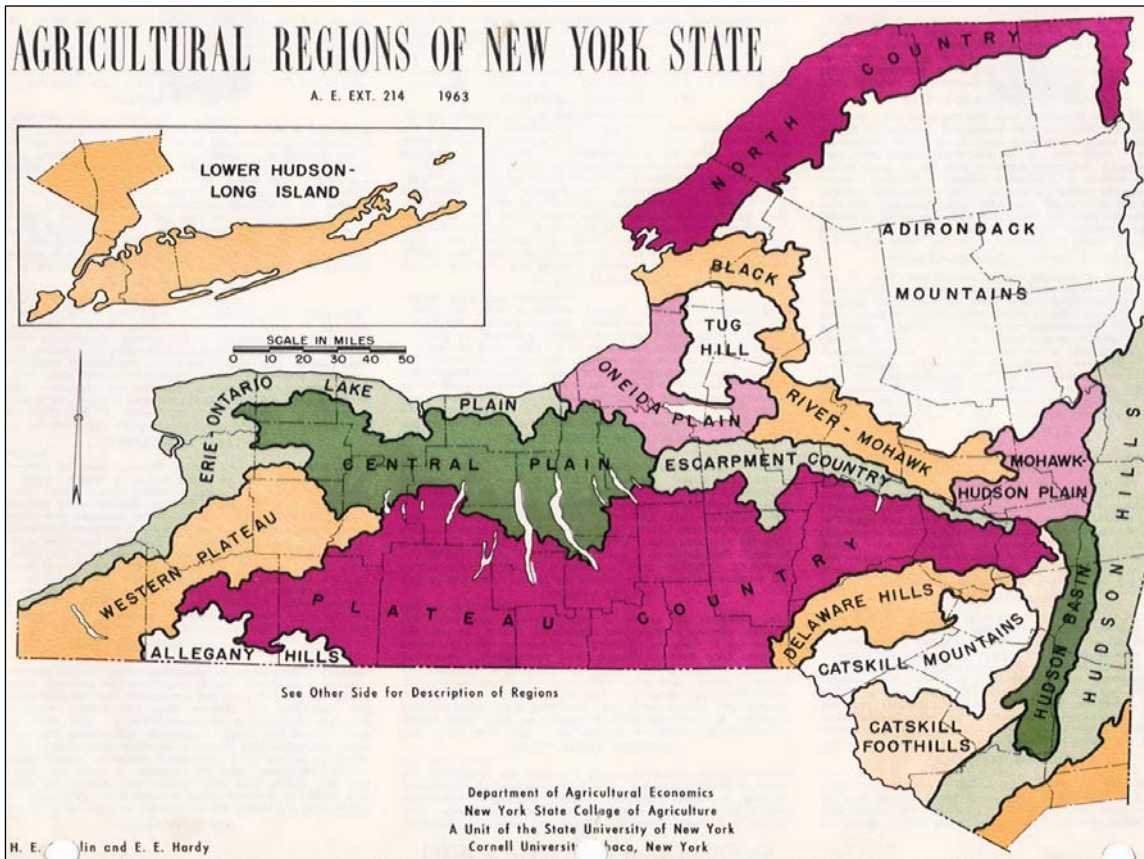 AGRICULTURAL REGIONS OF NEW YORK STATE
A. E. EXT. 214 1963
LOWER HUDSON-
LONG ISLAND
SCALE IN MILES
0 10 20 30 40 50
NORTH COUNTRY
ADIRONDACK
MOUNTAINS
BLACK
RIVER - MOHAWK
TUG
HILL
ONEIDA PLAIN
ERIE-ONTARIO LAKE PLAIN
CENTRAL PLAIN
ESCARPMENT COUNTRY
MOHAWK-
HUDSON PLAIN
WESTERN PLATEAU
PLATEAU COUNTRY
HUDSON HILLS
HUDSON BASIN
DELAWARE HILLS
CATSKILL MOUNTAINS
ALLEGANY HILLS
CATSKILL
FOOTHILLS
See Other Side for Description of Regions
Department of Agricultural Economics
New York State College of Agriculture
A Unit of the State University of New York
Cornell University, New York
H. E. and E. E. Hardy